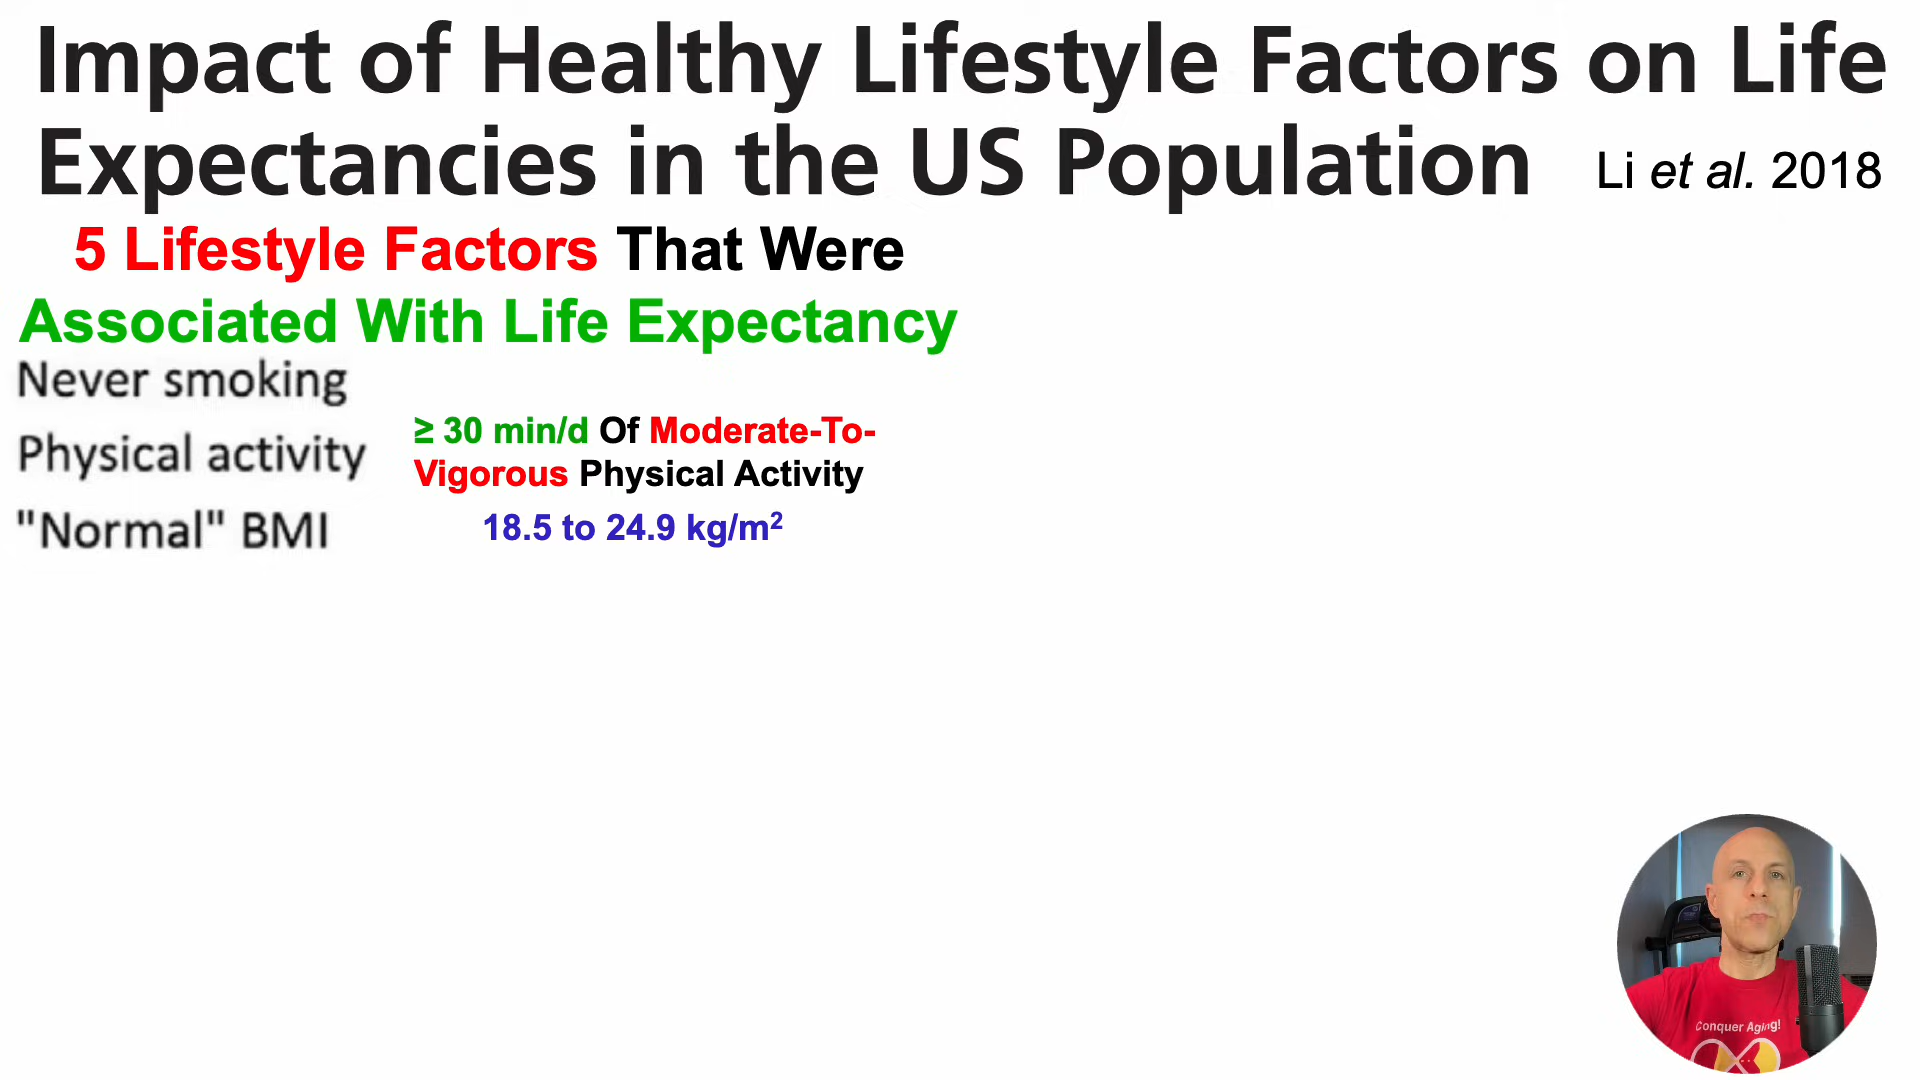 Impact of Healthy Lifestyle Factors on Life
Expectancies in the US Population
Li et al. 2018
5 Lifestyle Factors That Were
Associated With Life Expectancy
Never smoking
Physical activity
≥ 30 min/d Of Moderate-To-
Vigorous Physical Activity
"Normal" BMI
18.5 to 24.9 kg/m²
Conquer Aging!